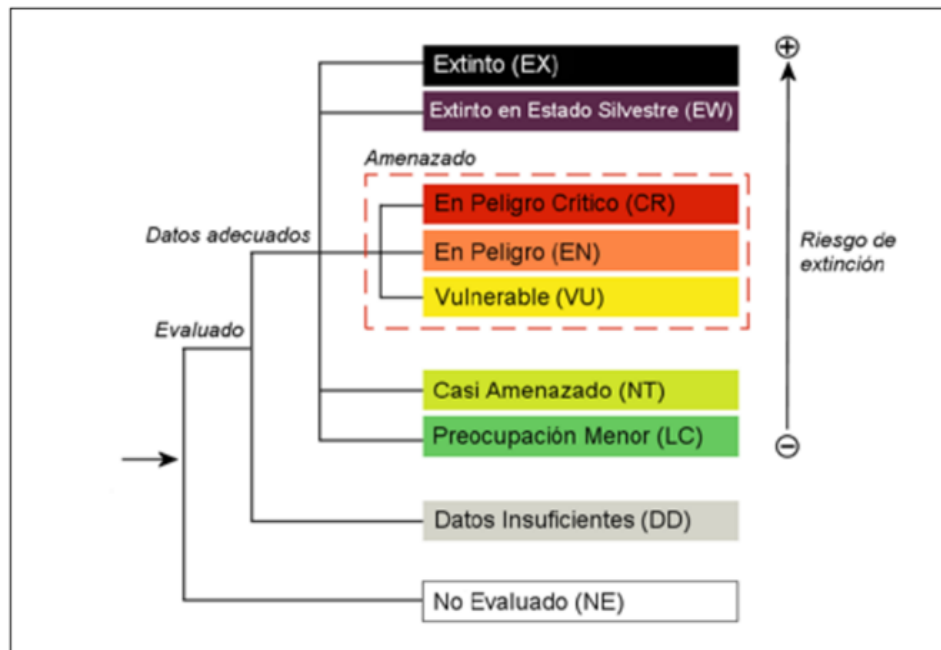 Extinto (EX)
Extinto en Estado Silvestre (EW)
Amenazado
En Peligro Critico (CR)
Datos adecuados
En Peligro (EN)
Riesgo de
extinción
Vulnerable (VU)
Evaluado
Casi Amenazado (NT)
Preocupación Menor (LC)
Datos Insuficientes (DD)
No Evaluado (NE)